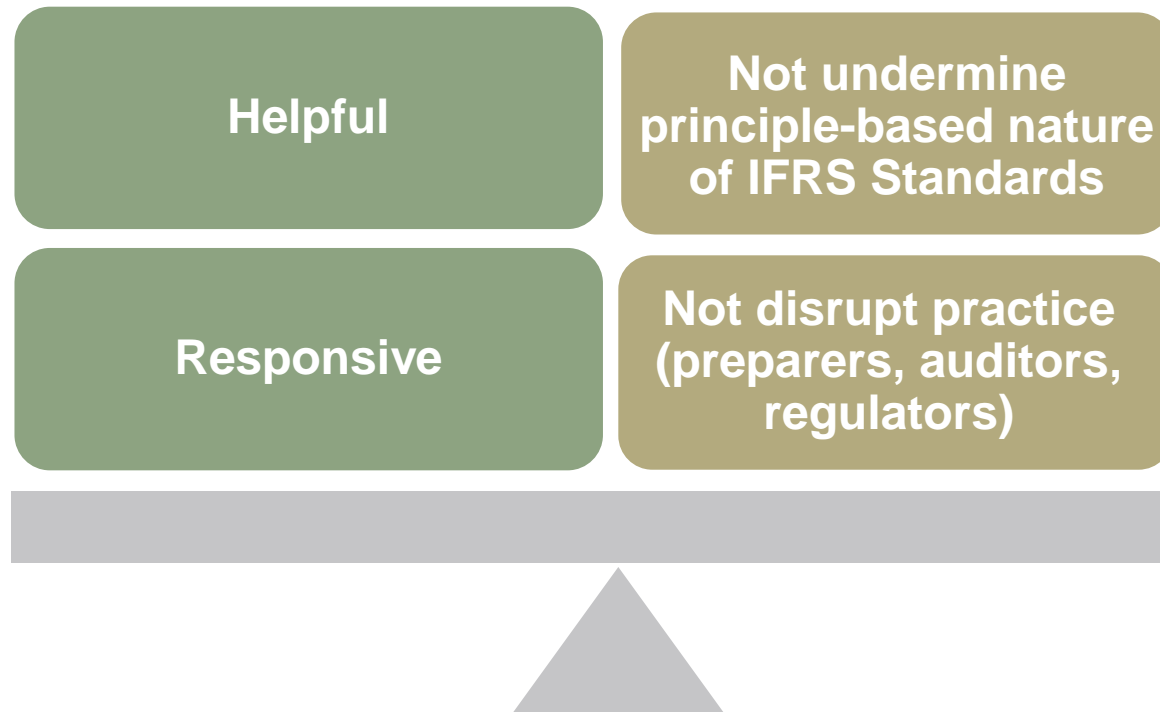 Helpful
Not undermine
principle-based nature
of IFRS Standards
Responsive
Not disrupt practice
(preparers, auditors,
regulators)